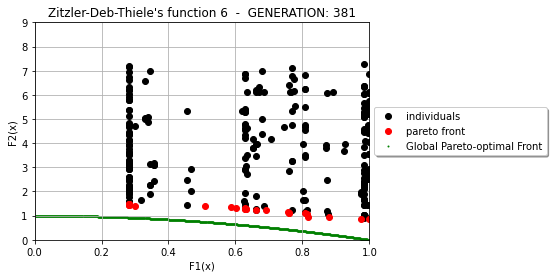 Zitzler-Deb-Thiele's function 6 - GENERATION: 381
9
8
7
6
5
4
3
2
1
0
F2(x)
0.0 0.2 0.4 0.6 0.8 1.0
F1(x)
individuals
pareto front
Global Pareto-optimal Front